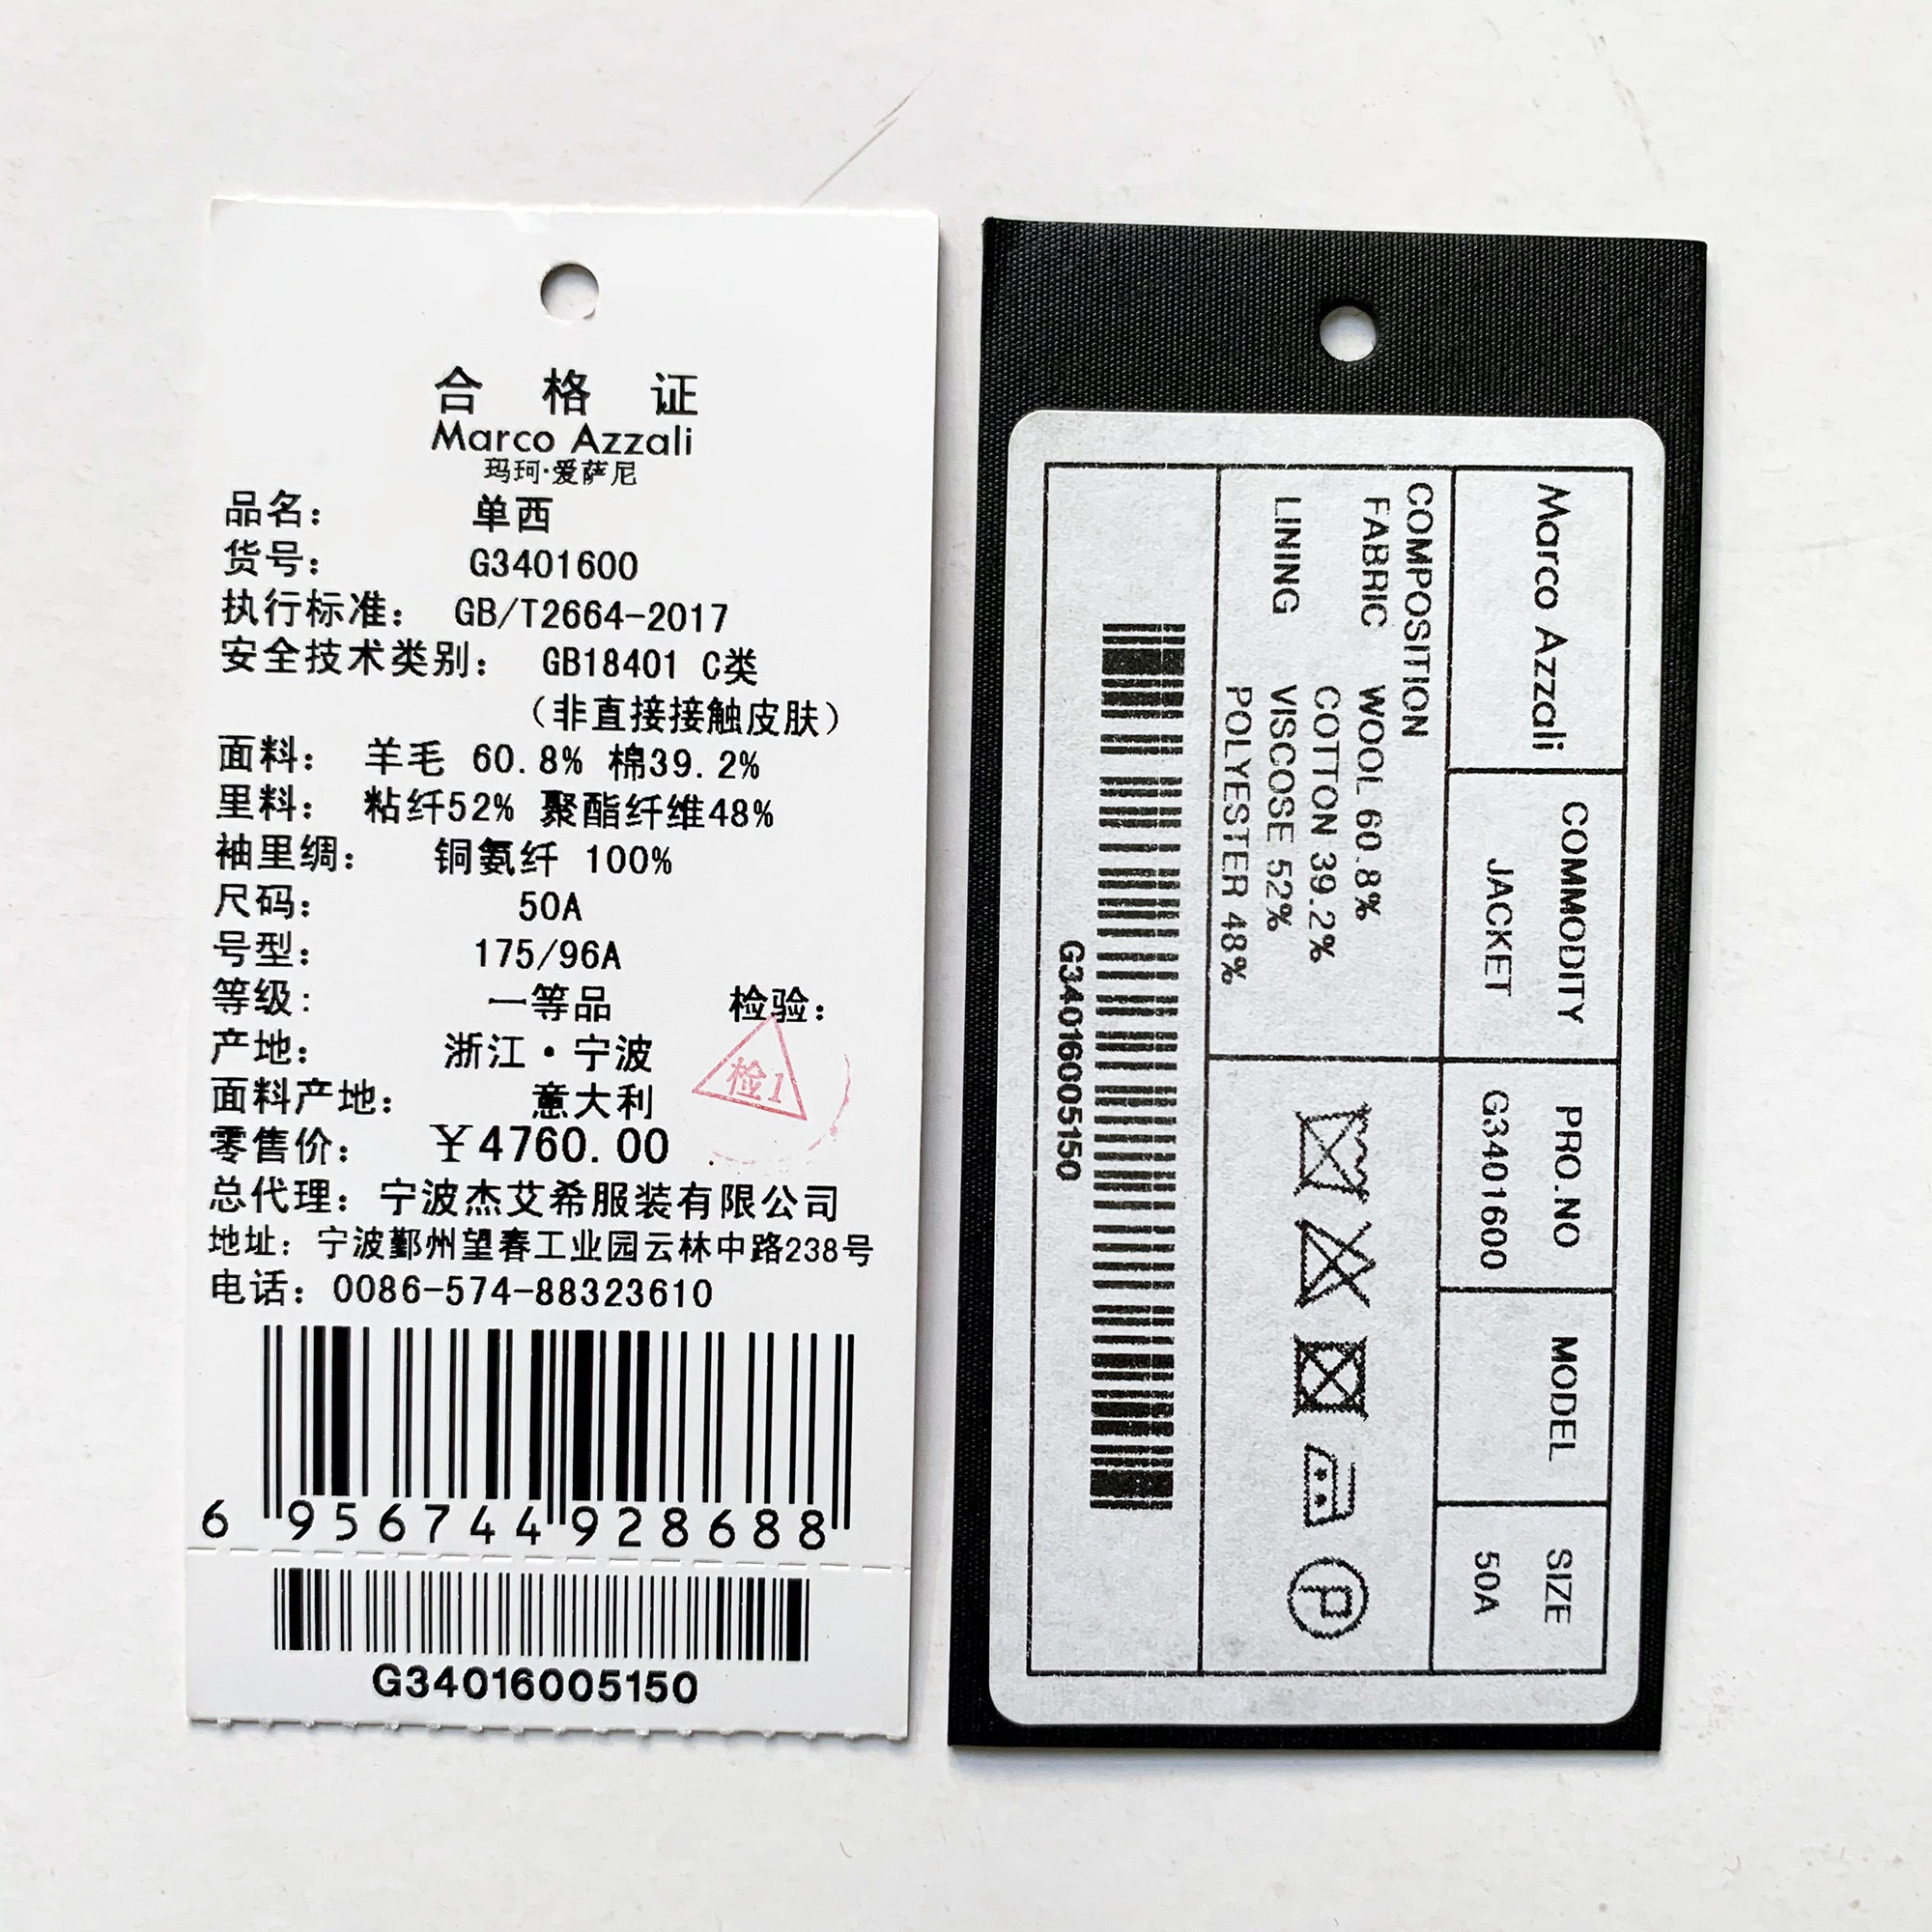 合 格 证
Marco Azzali
玛珂·爱萨尼
品名： 单西
货号： G3401600
执行标准： GB/T2664-2017
安全技术类别： GB18401 C类
（非直接接触皮肤）
面料： 羊毛 60.8% 棉39.2%
里料： 粘纤52% 聚酯纤维48%
袖里绸： 铜氨纤 100%
尺码： 50A
号型： 175/96A
等级： 一等品 检验：
检1
产地： 浙江·宁波
面料产地： 意大利
零售价： ￥4760.00
总代理：宁波杰艾希服装有限公司
地址：宁波鄞州望春工业园云林中路238号
电话：0086-574-88323610
6 956744 928688
G34016005150
Marco Azzali
COMMODITY
JACKET
PRO.NO
G3401600
MODEL
SIZE
50A
COMPOSITION
FABRIC WOOL 60.8%
COTTON 39.2%
LINING VISCOSE 52%
POLYESTER 48%
P
G34016005150